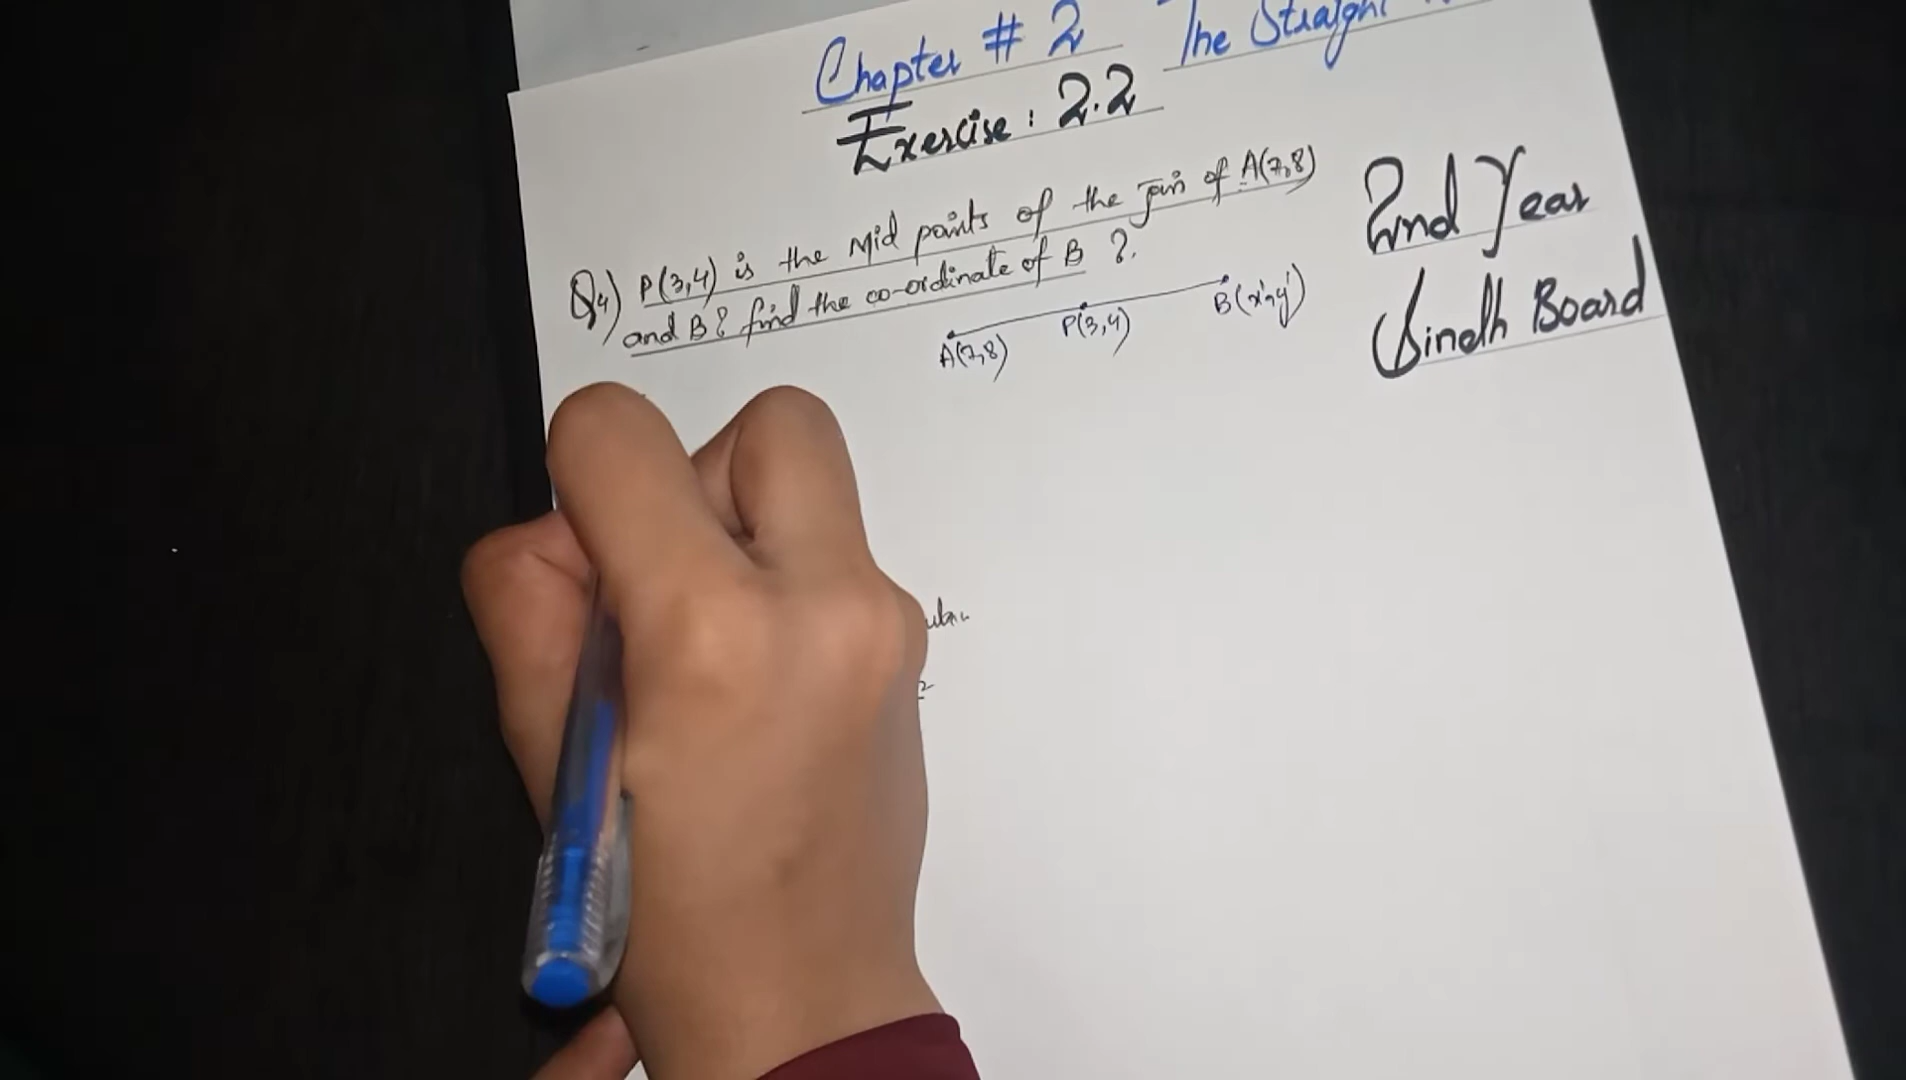 Chapter # 2 The Straight
Exercise : 2.2
Q4) P(3,4) is the Mid points of the Join of A(7,8)
and B? find the co-ordinate of B ?.
A(7,8) P(3,4) B(x',y')
2nd Year
Sindh Board
2